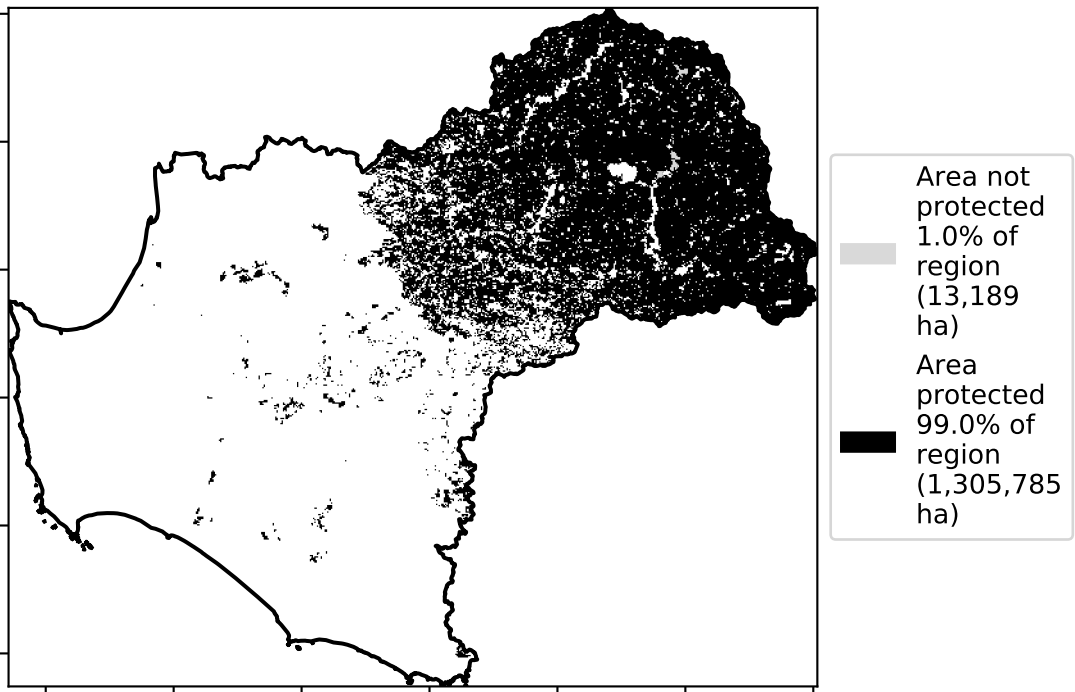 Area not
protected
1.0% of
region
(13,189
ha)
Area
protected
99.0% of
region
(1,305,785
ha)